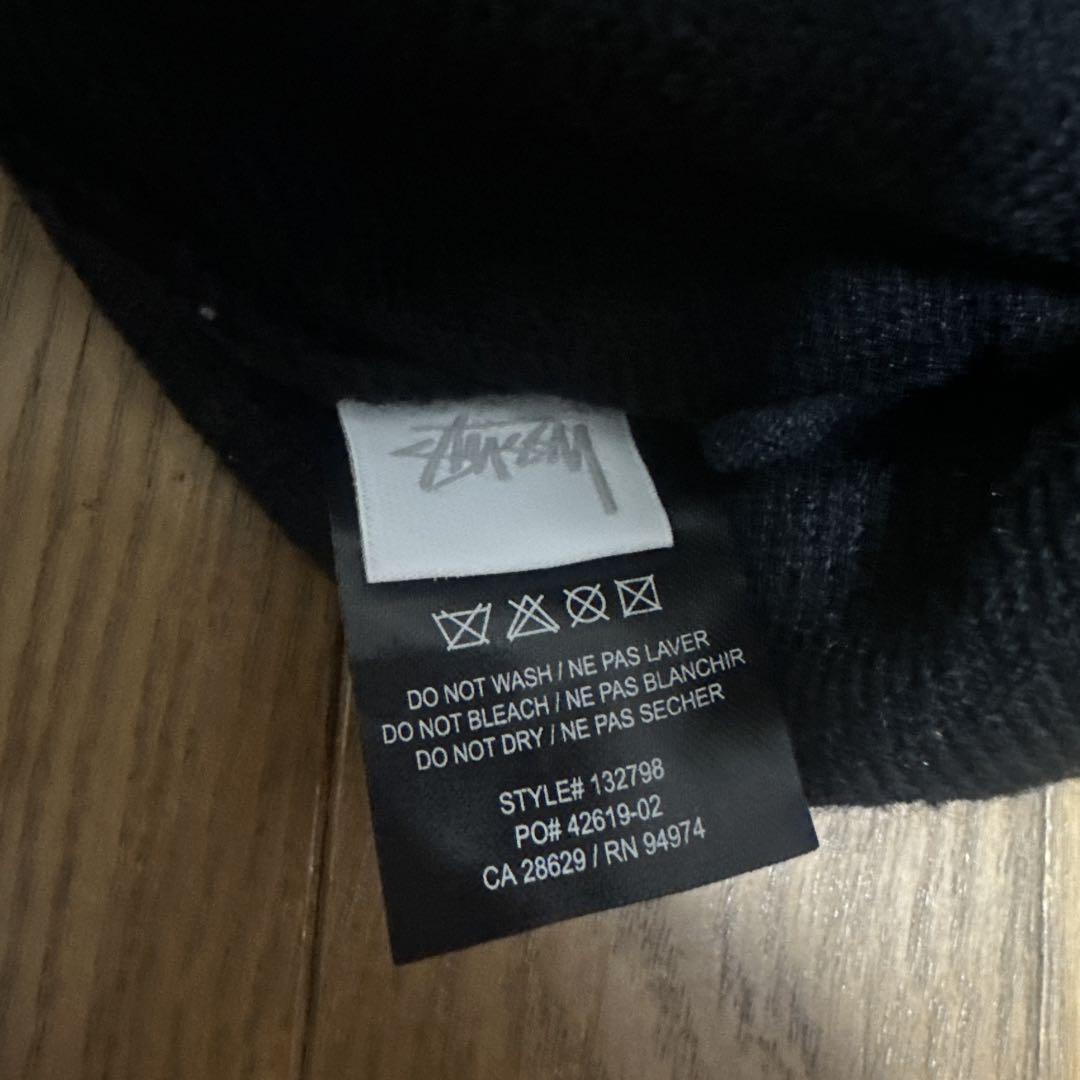 STUSSY
DO NOT WASH / NE PAS LAVER
DO NOT BLEACH / NE PAS BLANCHIR
DO NOT DRY / NE PAS SECHER
STYLE# 132798
PO# 42619-02
CA 28629 / RN 94974